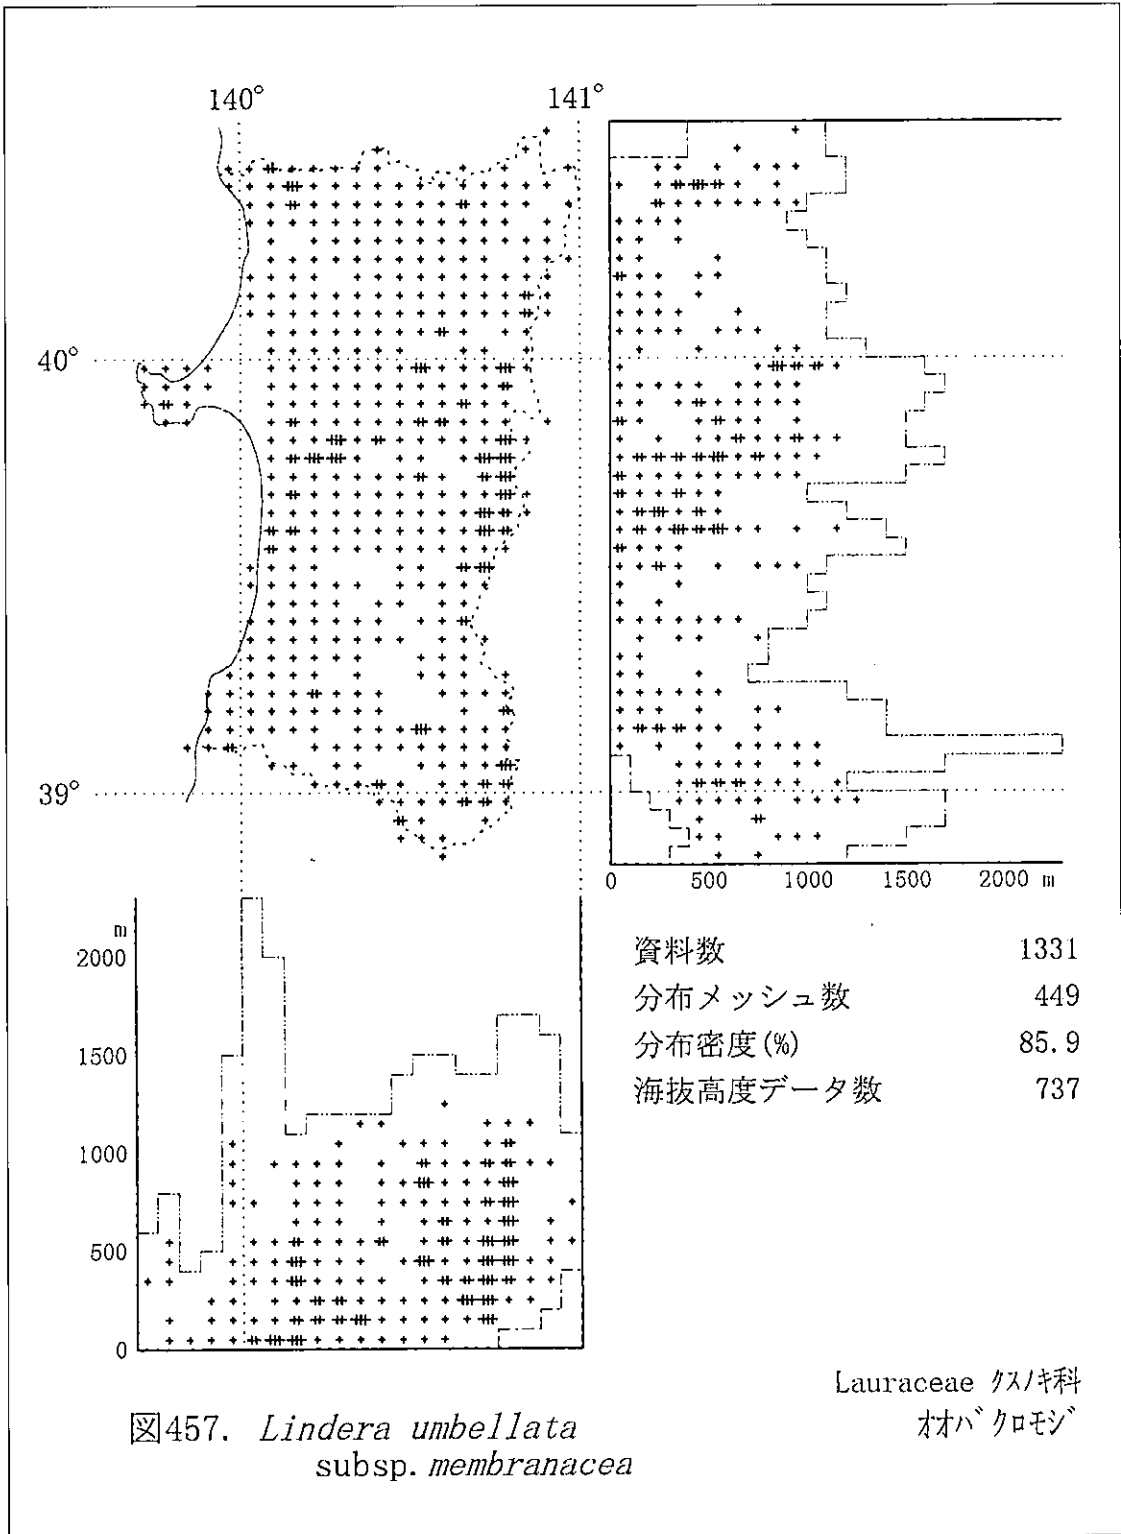 140°
141°
40°
39°
0 500 1000 1500 2000 m
m
2000
1500
1000
500
0
資料数 1331
分布メッシュ数 449
分布密度(%) 85.9
海抜高度データ数 737
Lauraceae クスノキ科
オオバクロモジ
図457. Lindera umbellata
subsp. membranacea